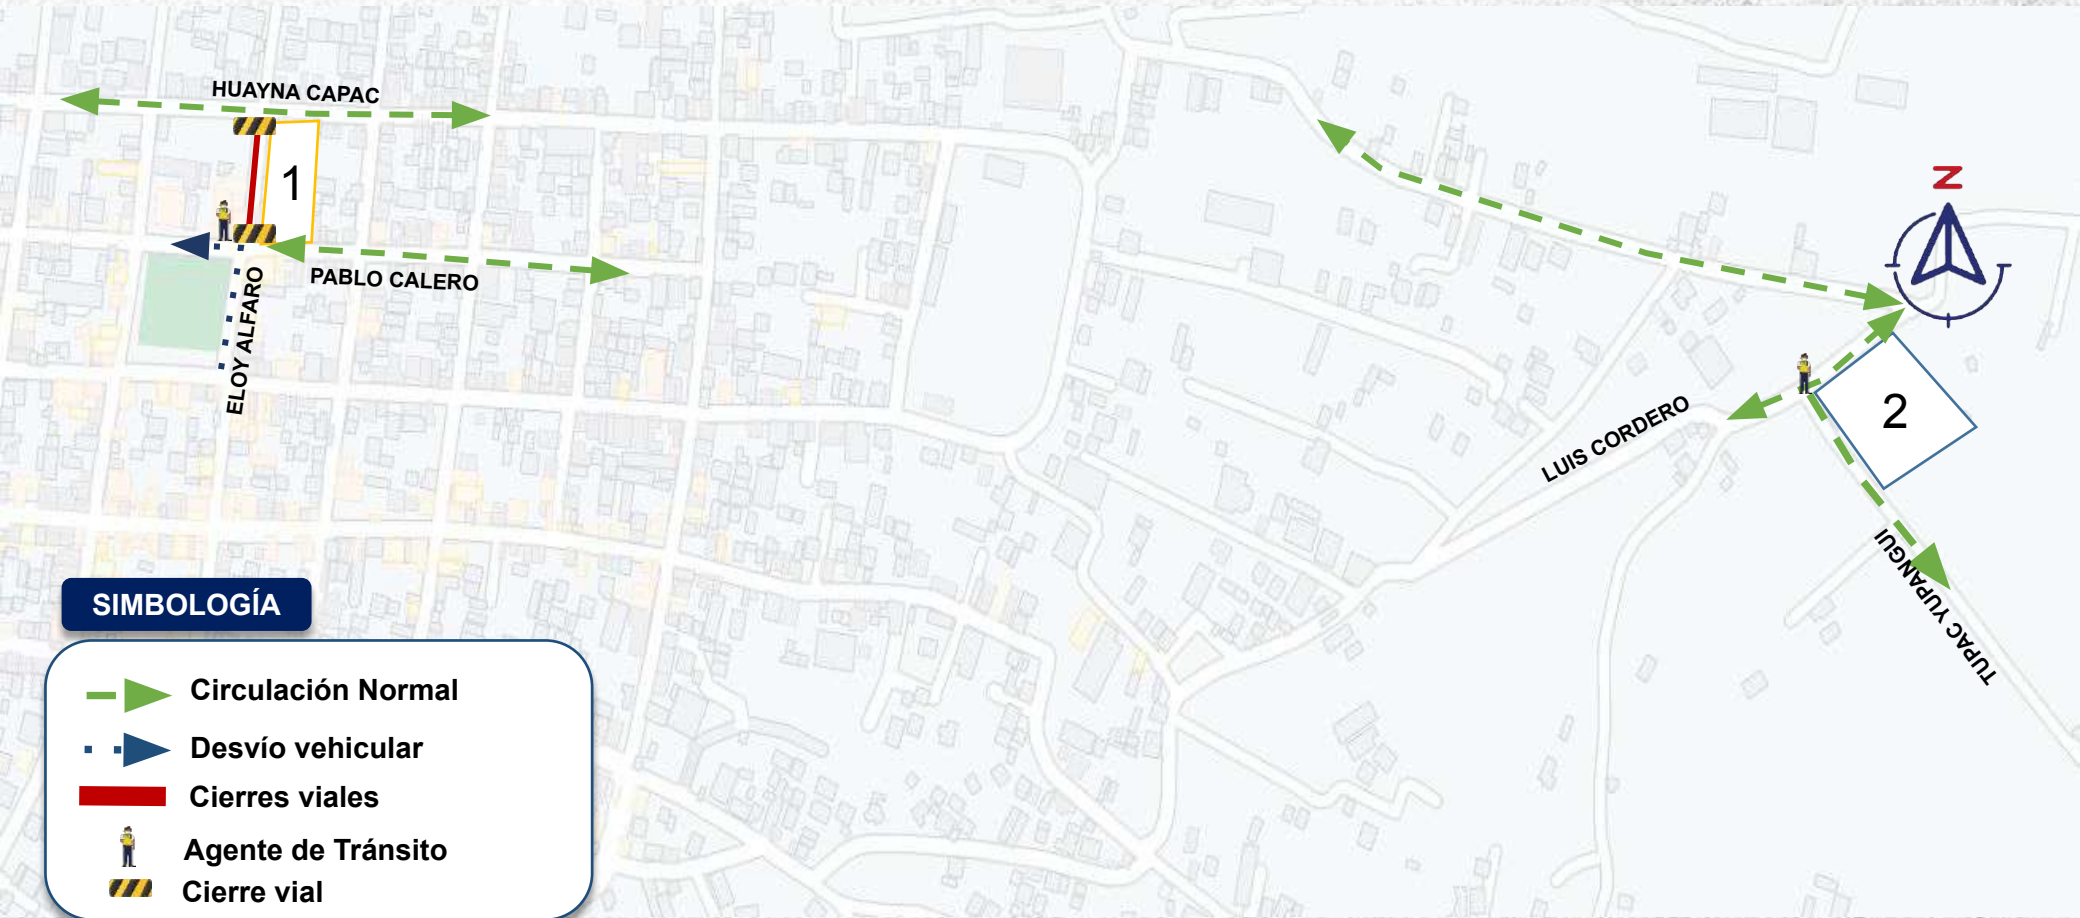 HUAYNA CAPAC
1
PABLO CALERO
ELOY ALFARO
N
2
LUIS CORDERO
TUPAC YUPANGUI
SIMBOLOGÍA
Circulación Normal
Desvío vehicular
Cierres viales
Agente de Tránsito
Cierre vial